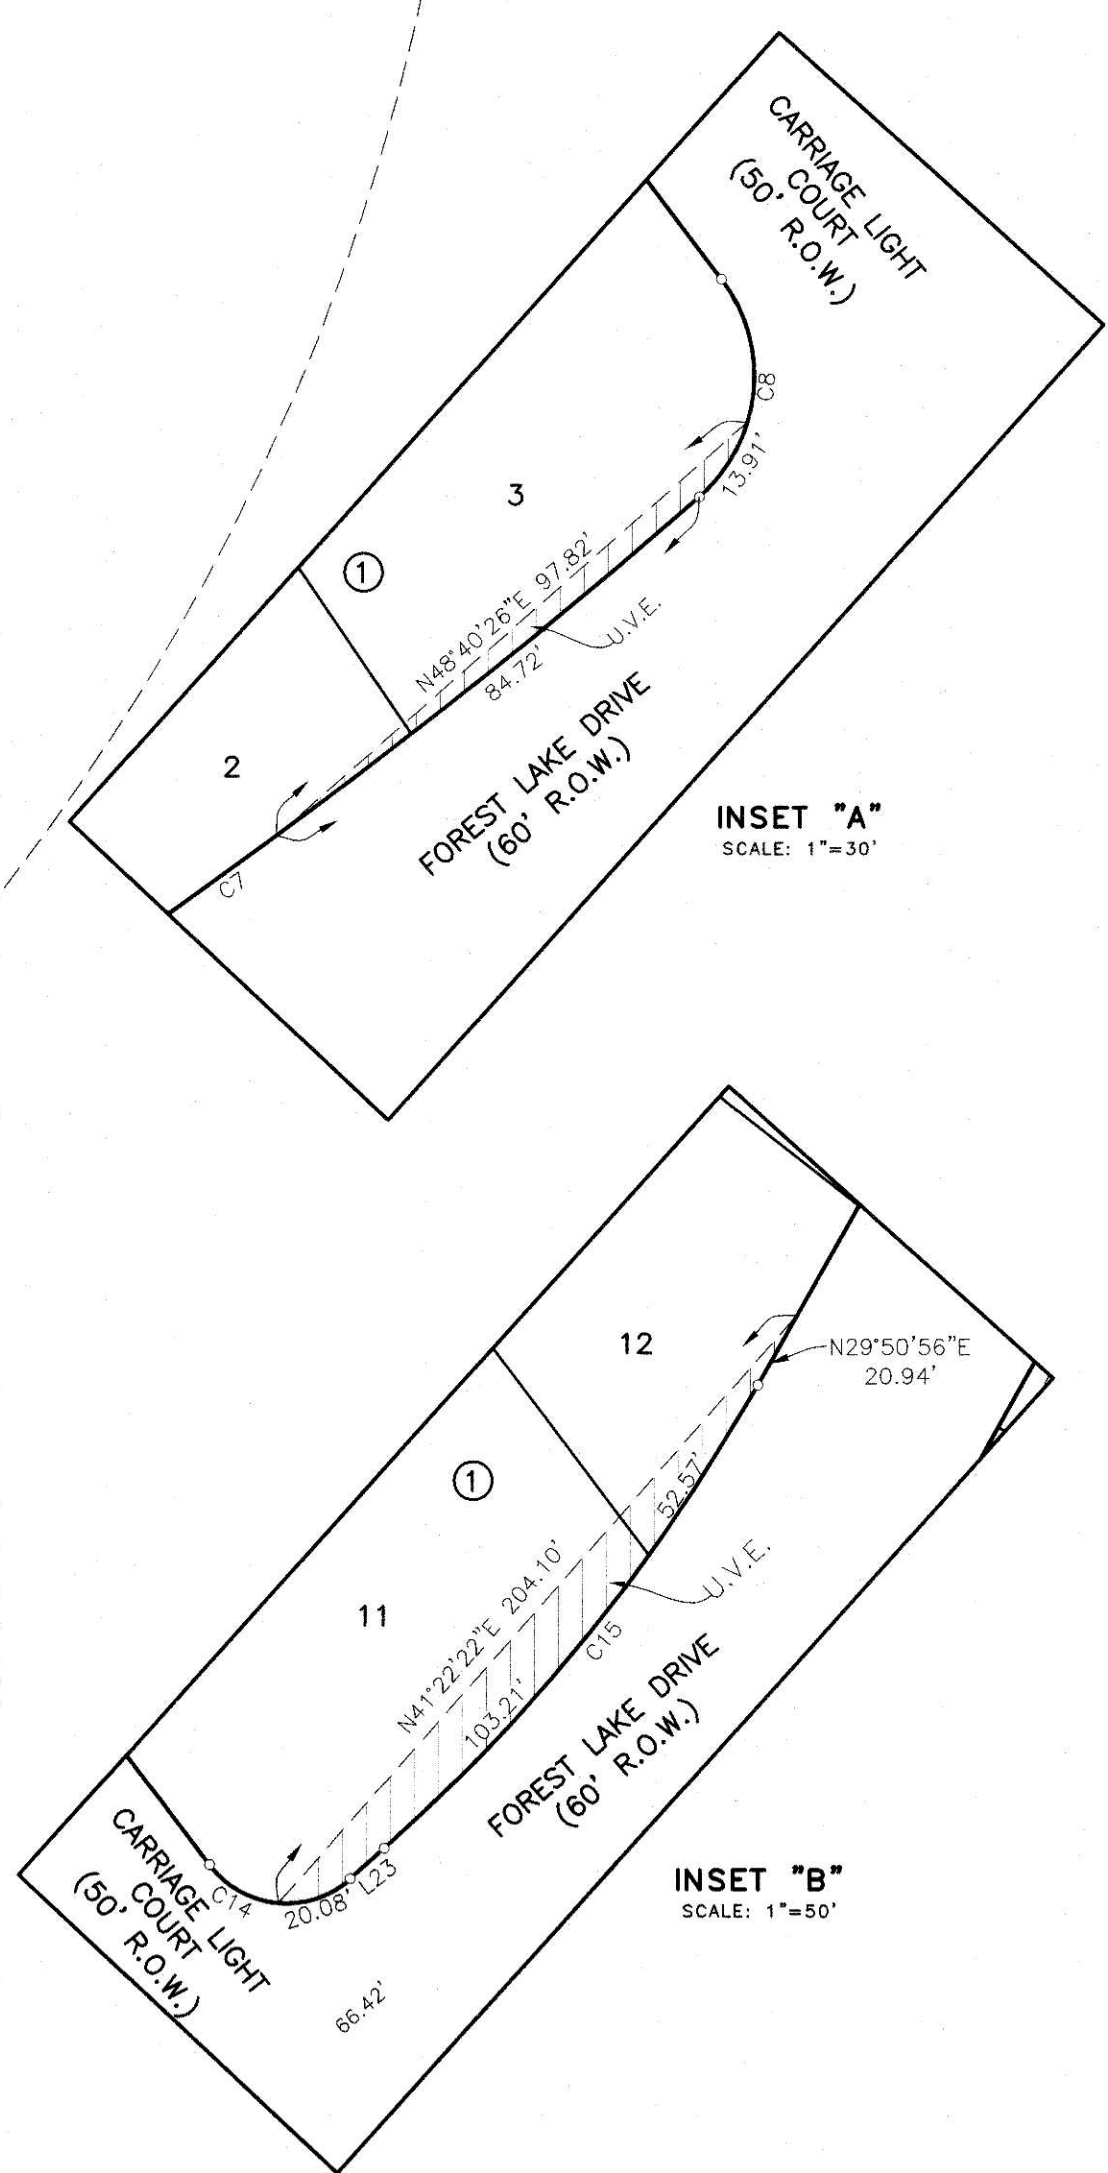 CARRIAGE LIGHT
COURT
(50' R.O.W.)
C8
13.91'
3
1
N48°40'26"E 97.82'
U.V.E.
84.72'
2
FOREST LAKE DRIVE
(60' R.O.W.)
C7
INSET "A"
SCALE: 1"=30'
12
N29°50'56"E
20.94'
1
52.57'
U.V.E.
11
N41°22'22"E 204.10'
103.21'
C15
FOREST LAKE DRIVE
(60' R.O.W.)
CARRIAGE LIGHT
COURT
(50' R.O.W.)
C14
20.08'
L23
66.42'
INSET "B"
SCALE: 1"=50'